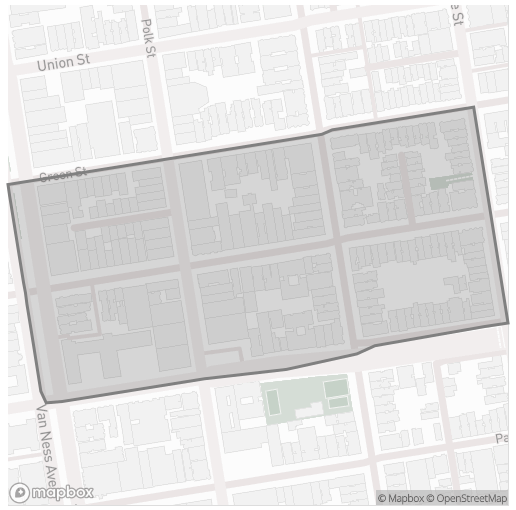 Polk St
e St
Union St
Green St
Van Ness Ave
Pa
mapbox
© Mapbox © OpenStreetMap